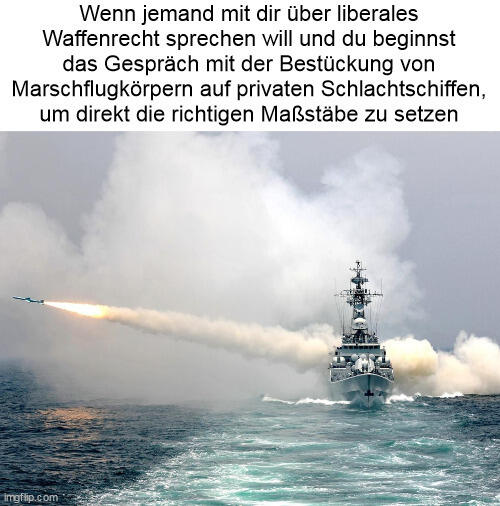 Wenn jemand mit dir über liberales
Waffenrecht sprechen will und du beginnst
das Gespräch mit der Bestückung von
Marschflugkörpern auf privaten Schlachtschiffen,
um direkt die richtigen Maßstäbe zu setzen
imgflip.com